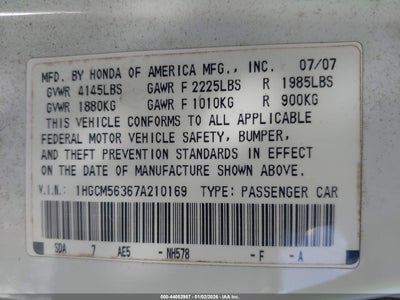 MFD. BY HONDA OF AMERICA MFG., INC. 07/07
GVWR 4145LBS GAWR F 2225LBS R 1985LBS
GVWR 1880KG GAWR F 1010KG R 900KG
THIS VEHICLE CONFORMS TO ALL APPLICABLE
FEDERAL MOTOR VEHICLE SAFETY, BUMPER,
AND THEFT PREVENTION STANDARDS IN EFFECT
ON THE DATE OF MANUFACTURE SHOWN ABOVE.
V.I.N.: 1HGCM56367A210169 TYPE: PASSENGER CAR
SDA 7 AE5 - NH578 - F - A
000-44052987 - 01/02/2026 - IAA, Inc.